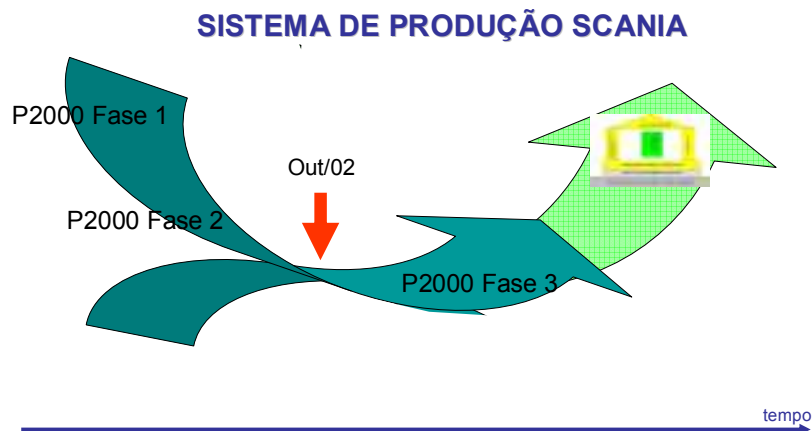 SISTEMA DE PRODUÇÃO SCANIA
P2000 Fase 1
Out/02
P2000 Fase 2
P2000 Fase 3
tempo